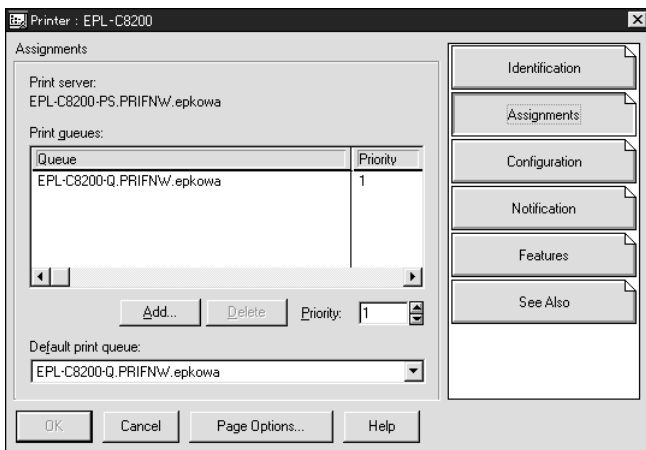 Printer : EPL-C8200
Assignments
Print server:
EPL-C8200-PS.PRIFNW.epkowa
Print queues:
Queue Priority
EPL-C8200-Q.PRIFNW.epkowa 1
Add... Delete Priority: 1
Default print queue:
EPL-C8200-Q.PRIFNW.epkowa
OK Cancel Page Options... Help
Identification
Assignments
Configuration
Notification
Features
See Also